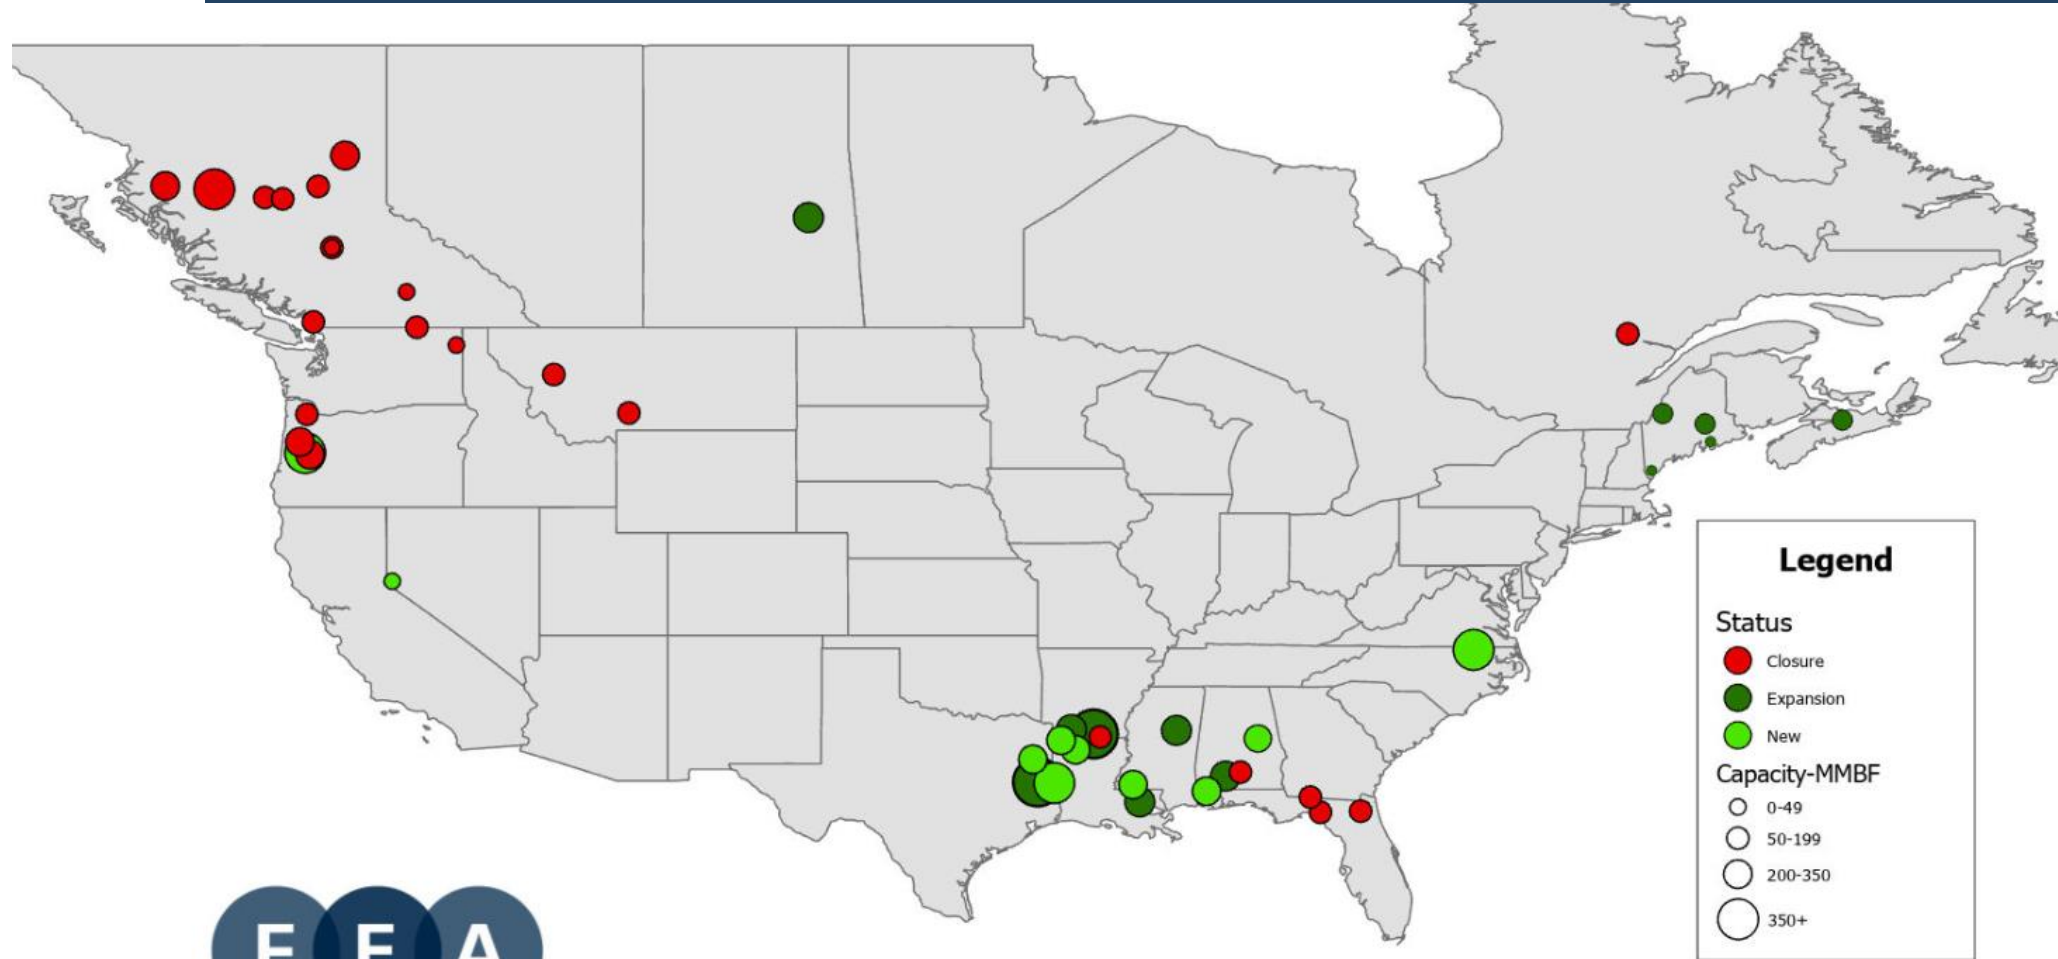 Legend
Status
Closure
Expansion
New
Capacity-MMBF
0-49
50-199
200-350
350+
F E A